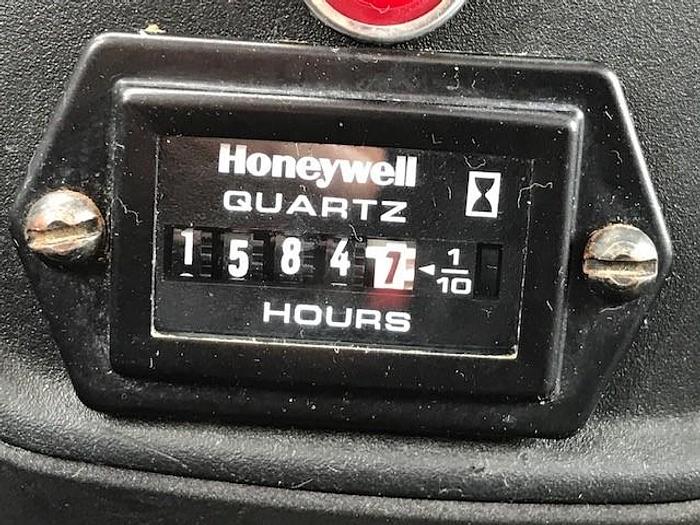 Honeywell
QUARTZ
1 5 8 4 7 ◄ 1/10
HOURS